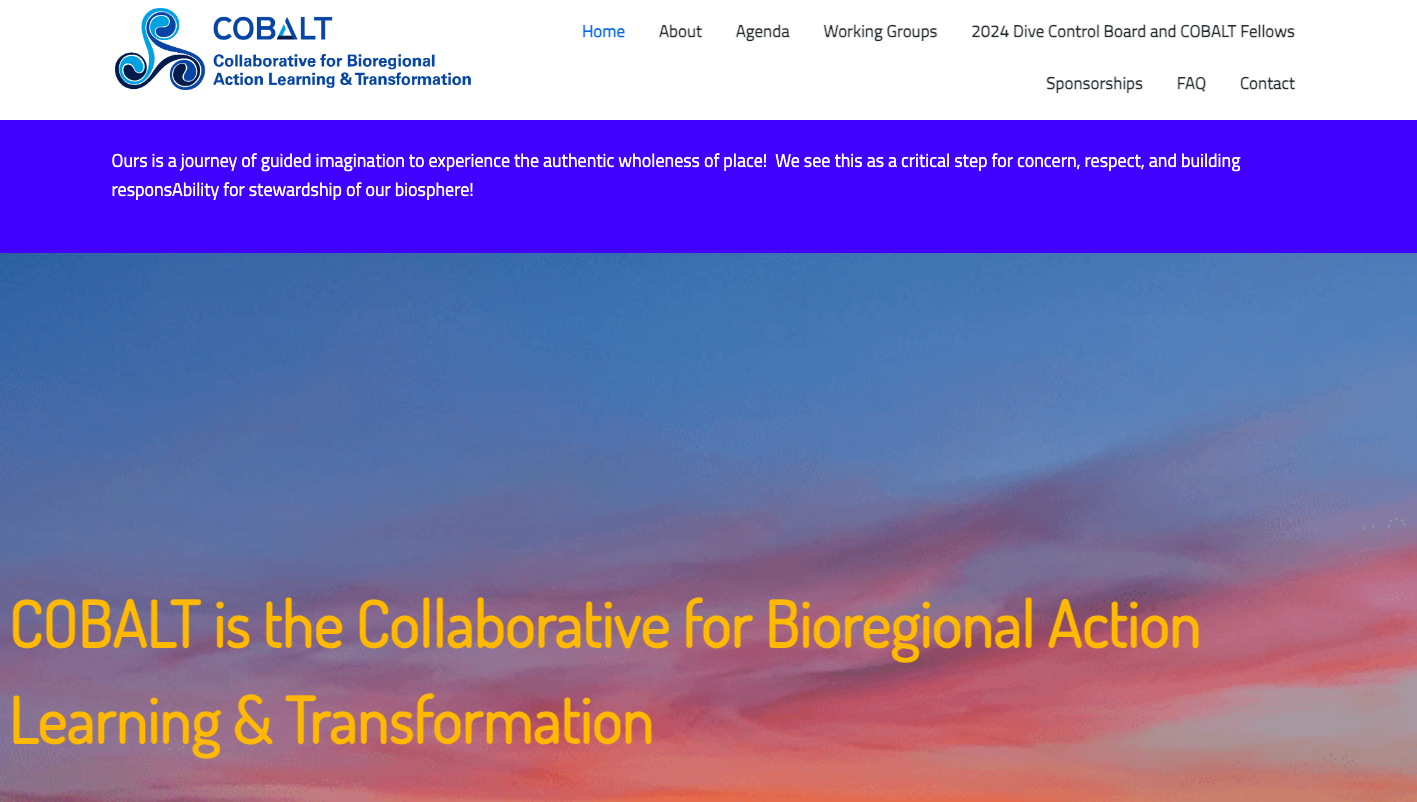 COBALT
Collaborative for Bioregional
Action Learning & Transformation
Home About Agenda Working Groups 2024 Dive Control Board and COBALT Fellows
Sponsorships FAQ Contact
Ours is a journey of guided imagination to experience the authentic wholeness of place!  We see this as a critical step for concern, respect, and building
responsAbility for stewardship of our biosphere!
COBALT is the Collaborative for Bioregional Action
Learning & Transformation